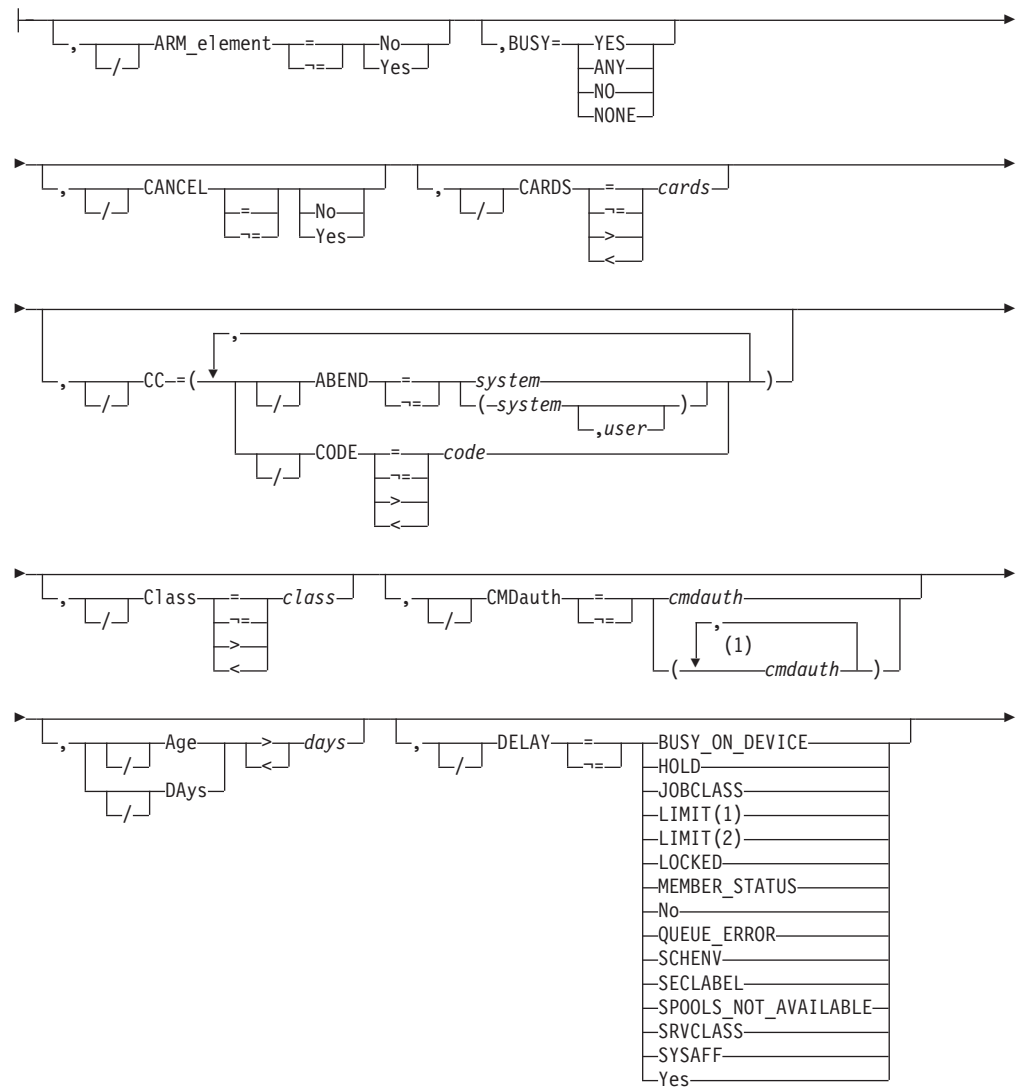 , / ARM_element = No ,BUSY= YES
¬= Yes ANY
NO
NONE
, / CANCEL = No , / CARDS = cards
¬= Yes ¬=
>
<
,
, / CC =( / ABEND = system )
¬= (system ,user )
/ CODE = code
¬=
>
<
, / Class = class , / CMDauth = cmdauth
¬= ¬= ,
> (1)
< ( cmdauth )
, / Age > days , / DELAY = BUSY_ON_DEVICE
/ DAys < ¬= HOLD
JOBCLASS
LIMIT(1)
LIMIT(2)
LOCKED
MEMBER_STATUS
No
QUEUE_ERROR
SCHENV
SECLABEL
SPOOLS_NOT_AVAILABLE
SRVCLASS
SYSAFF
Yes